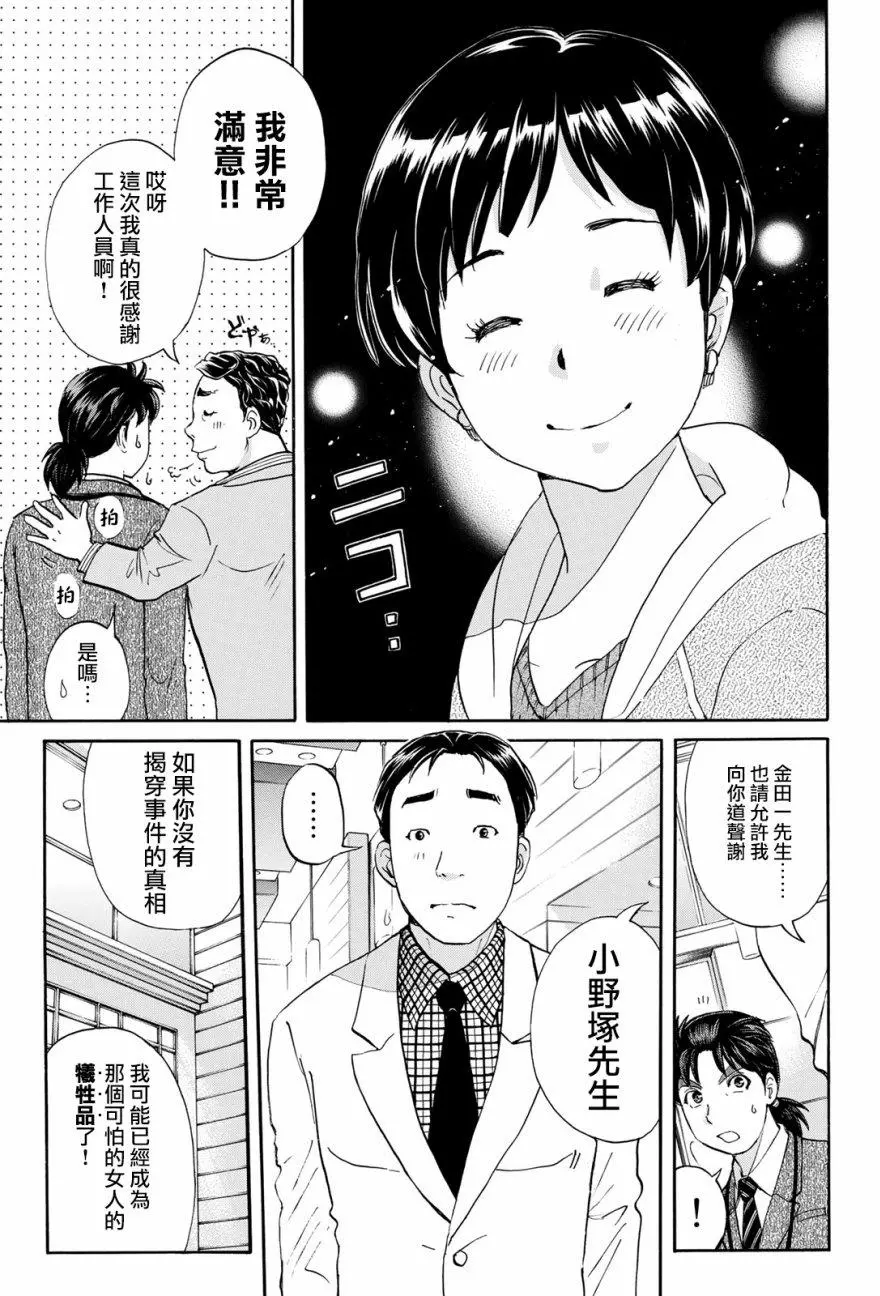 ニコ
我非常
滿意!!
哎呀
這次我真的很感謝
工作人員啊！
どやぁ…
拍
拍
是嗎…
金田一先生……
也請允許我
向你道聲謝
！
小野塚先生
……
如果你沒有
揭穿事件的真相
我可能已經成為
那個可怕的女人的
犧牲品了！